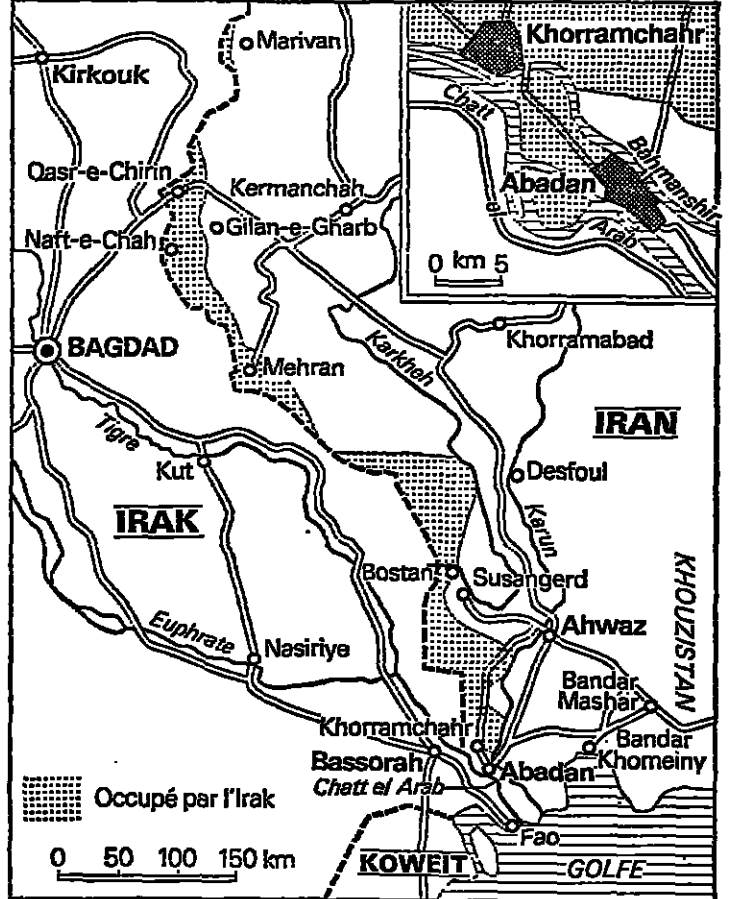 Marivan
Kirkouk
Qasr-e-Chirin
Kermanchah
Gilan-e-Gharb
Naft-e-Chah
BAGDAD
Mehran
Karkheh
Khorramabad
IRAN
Tigre
Kut
Desfoul
IRAK
Karun
Bostan
Susangerd
KHOUZISTAN
Euphrate
Nasiriye
Ahwaz
Bandar
Mashar
Khorramchahr
Bassorah
Abadan
Bandar
Khomeiny
Chatt el Arab
Fao
KOWEIT
GOLFE
Occupé par l'Irak
0 50 100 150 km
Khorramchahr
Chatt
el
Arab
Bahmanshir
Abadan
0 km 5